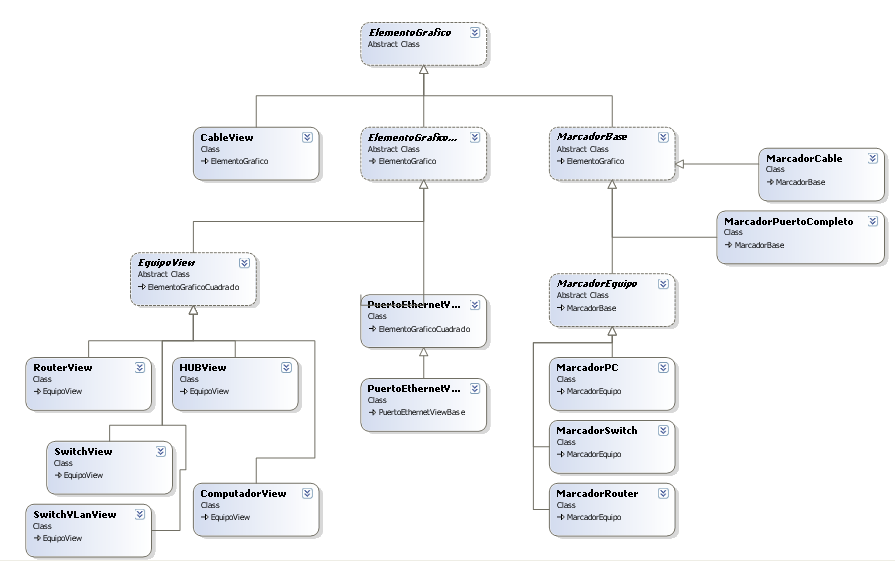 ElementoGrafico
Abstract Class
CableView
Class
ElementoGrafico
ElementoGrafico...
Abstract Class
ElementoGrafico
MarcadorBase
Abstract Class
ElementoGrafico
MarcadorCable
Class
MarcadorBase
MarcadorPuertoCompleto
Class
MarcadorBase
EquipoView
Abstract Class
ElementoGraficoCuadrado
PuertoEthernetV...
Class
ElementoGraficoCuadrado
MarcadorEquipo
Abstract Class
MarcadorBase
RouterView
Class
EquipoView
HUBView
Class
EquipoView
PuertoEthernetV...
Class
PuertoEthernetViewBase
MarcadorPC
Class
MarcadorEquipo
SwitchView
Class
EquipoView
MarcadorSwitch
Class
MarcadorEquipo
SwitchVLanView
Class
EquipoView
ComputadorView
Class
EquipoView
MarcadorRouter
Class
MarcadorEquipo